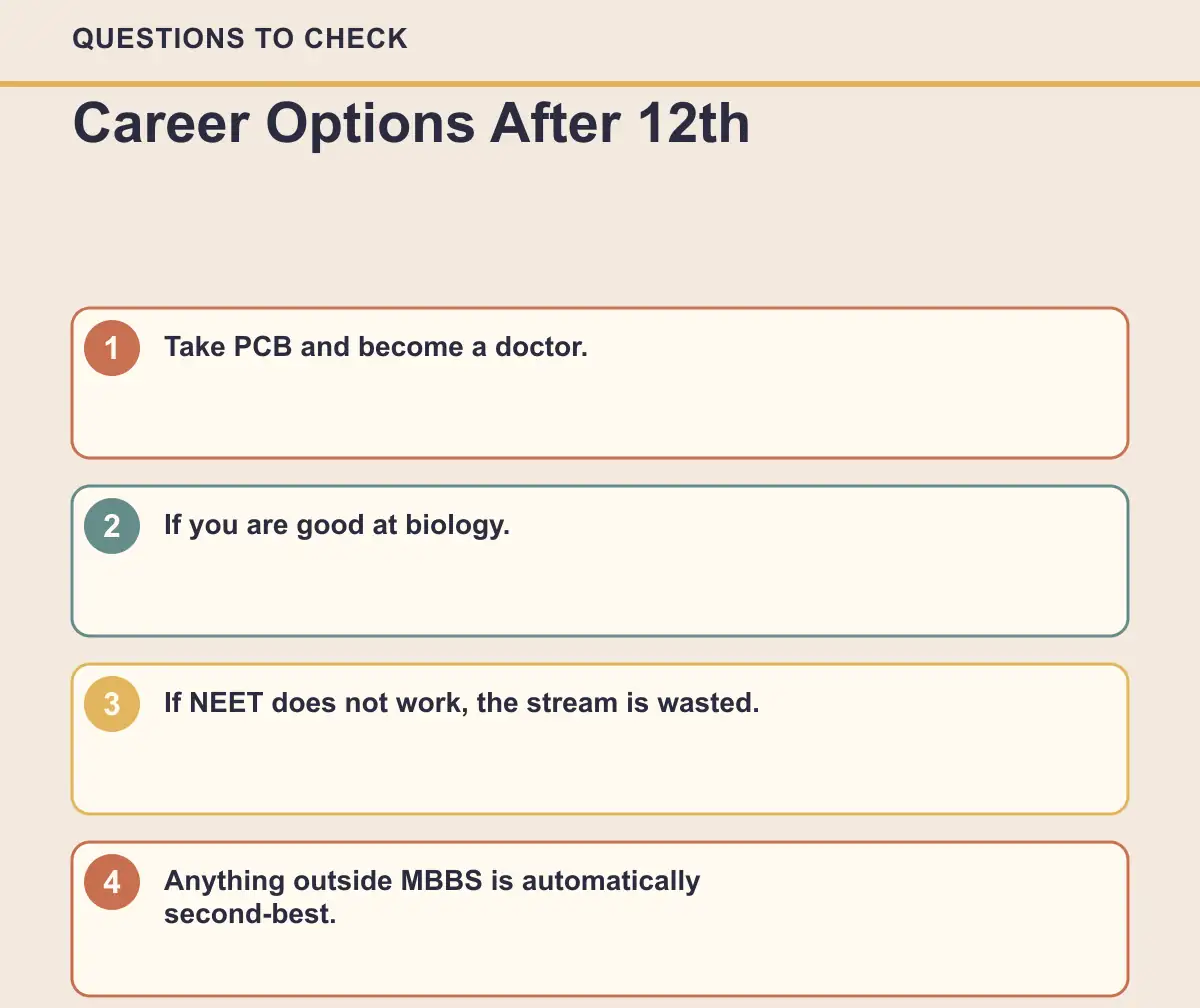 QUESTIONS TO CHECK
Career Options After 12th
1
Take PCB and become a doctor.
2
If you are good at biology.
3
If NEET does not work, the stream is wasted.
4
Anything outside MBBS is automatically
second-best.